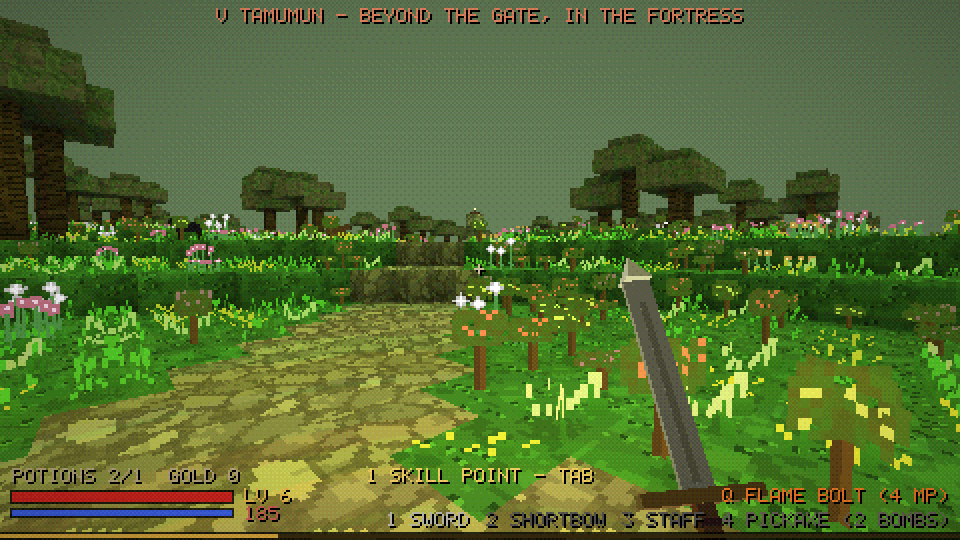 V TAMUMUN - BEYOND THE GATE, IN THE FORTRESS
POTIONS 2/1 GOLD 0
1 SKILL POINT - TAB
LV 6
185
Q FLAME BOLT (4 MP)
1 SWORD 2 SHORTBOW 3 STAFF 4 PICKAXE (2 BOMBS)